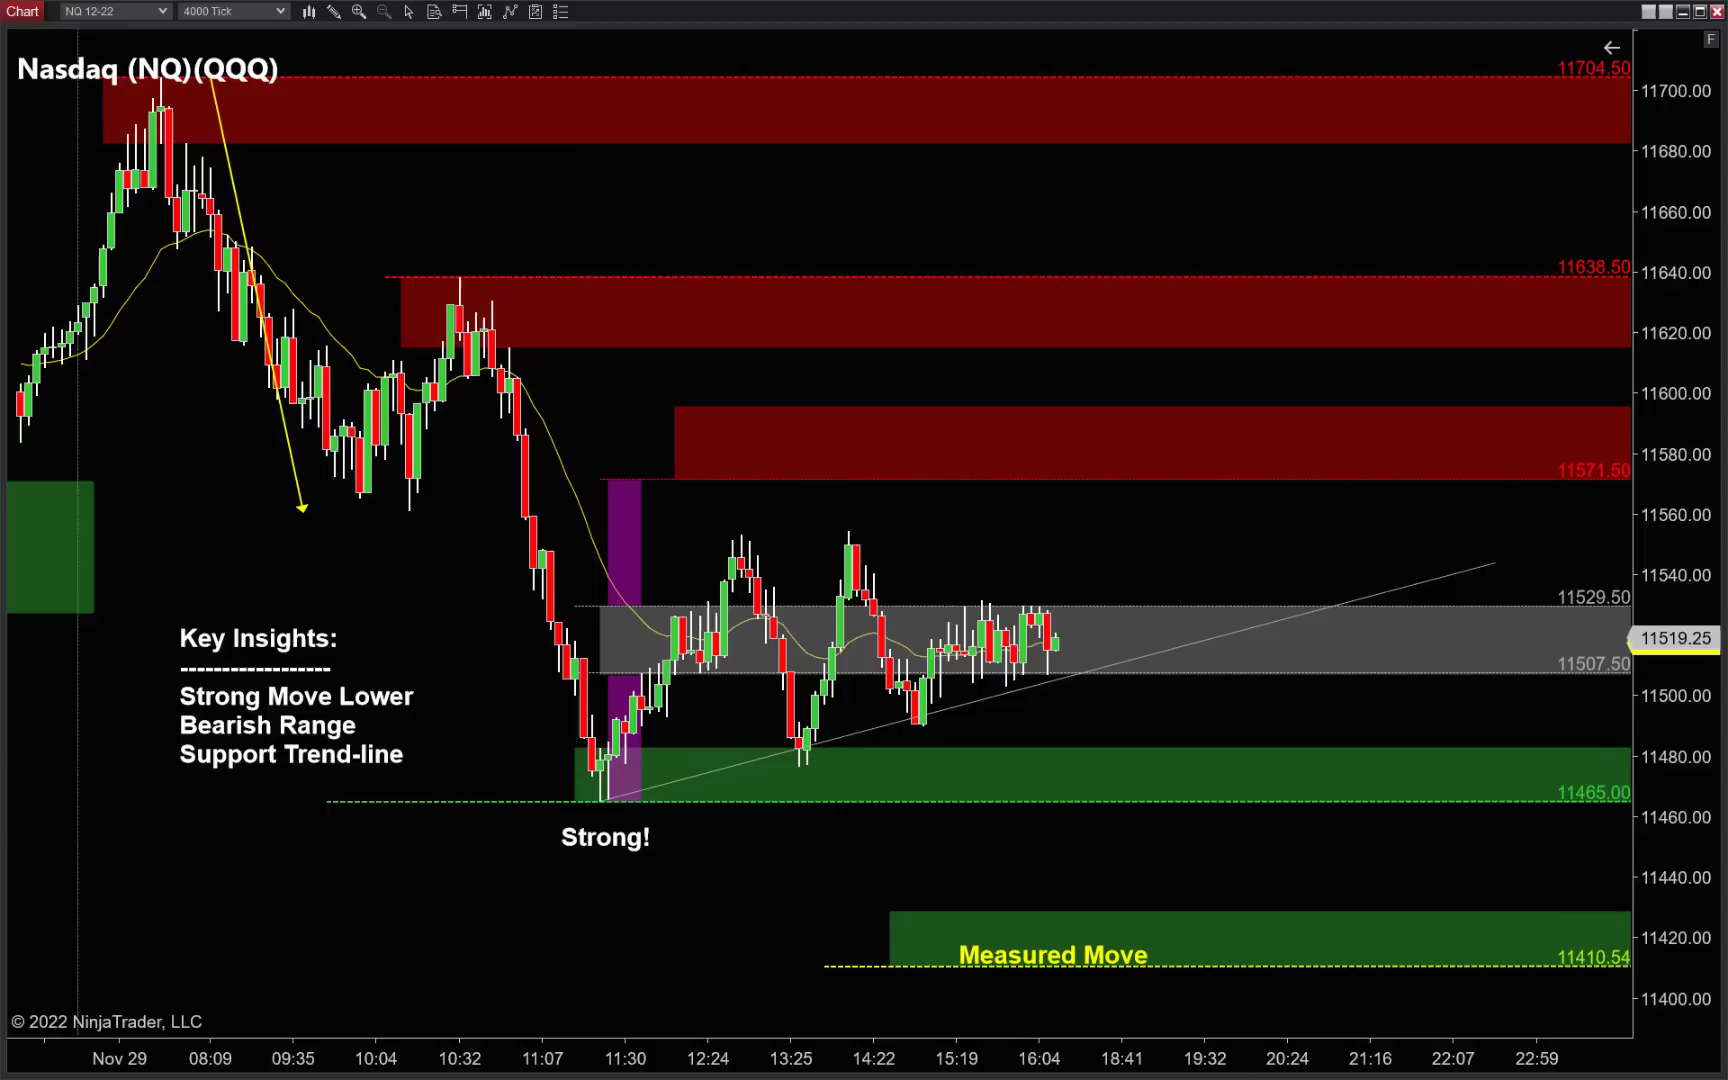 Chart NQ 12-22 4000 Tick
F
Nasdaq (NQ)(QQQ)
11704.50
11700.00
11680.00
11660.00
11638.50
11640.00
11620.00
11600.00
11580.00
11571.50
11560.00
11540.00
11529.50
11519.25
11507.50
11500.00
11480.00
11465.00
11460.00
11440.00
11420.00
11410.54
11400.00
Key Insights:
------------------
Strong Move Lower
Bearish Range
Support Trend-line
Strong!
Measured Move
© 2022 NinjaTrader, LLC
Nov 29 08:09 09:35 10:04 10:32 11:07 11:30 12:24 13:25 14:22 15:19 16:04 18:41 19:32 20:24 21:16 22:07 22:59